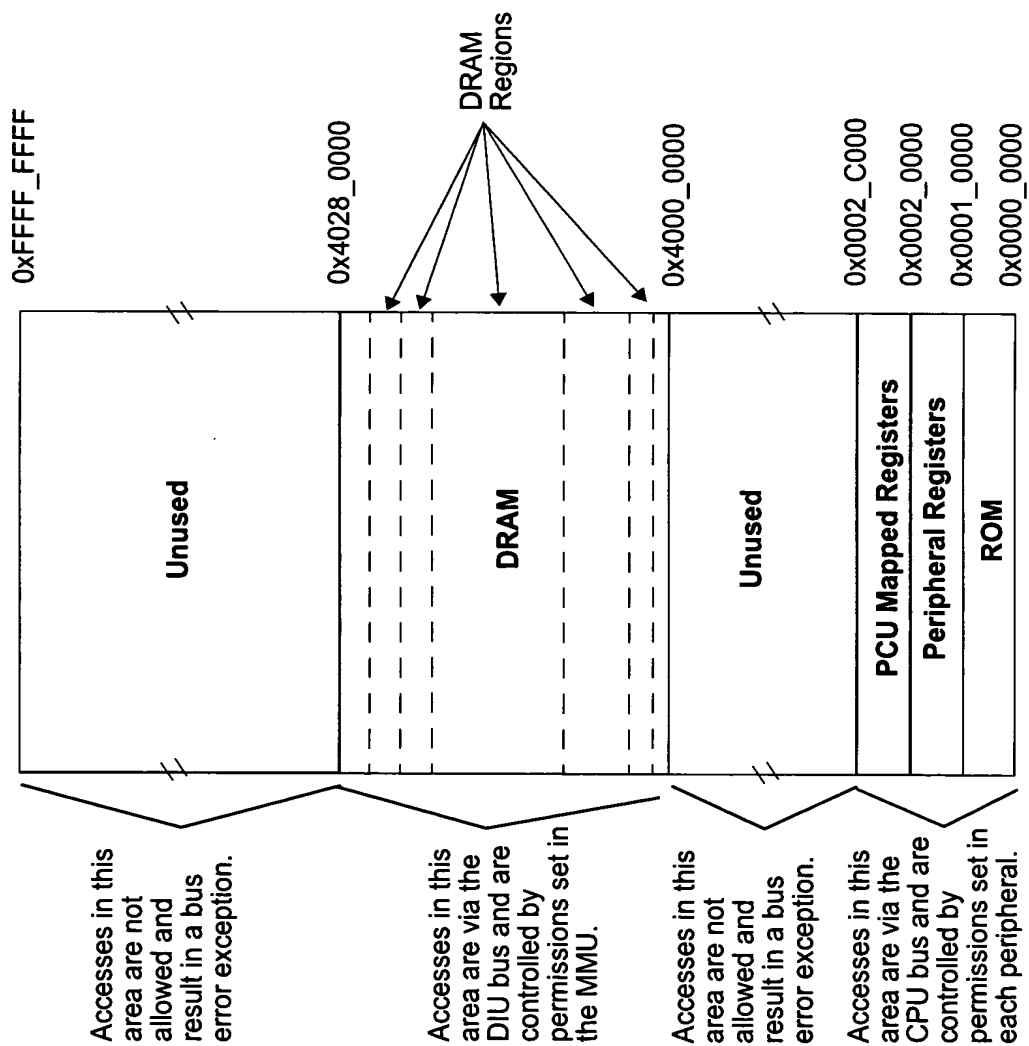 Accesses in this
area are not
allowed and
result in a bus
error exception.
Accesses in this
area are via the
DIU bus and are
controlled by
permissions set in
the MMU.
Accesses in this
area are not
allowed and
result in a bus
error exception.
Accesses in this
area are via the
CPU bus and are
controlled by
permissions set in
each peripheral.
Unused
DRAM
Unused
PCU Mapped Registers
Peripheral Registers
ROM
0xFFFF_FFFF
0x4028_0000
DRAM
Regions
0x4000_0000
0x0002_C000
0x0002_0000
0x0001_0000
0x0000_0000